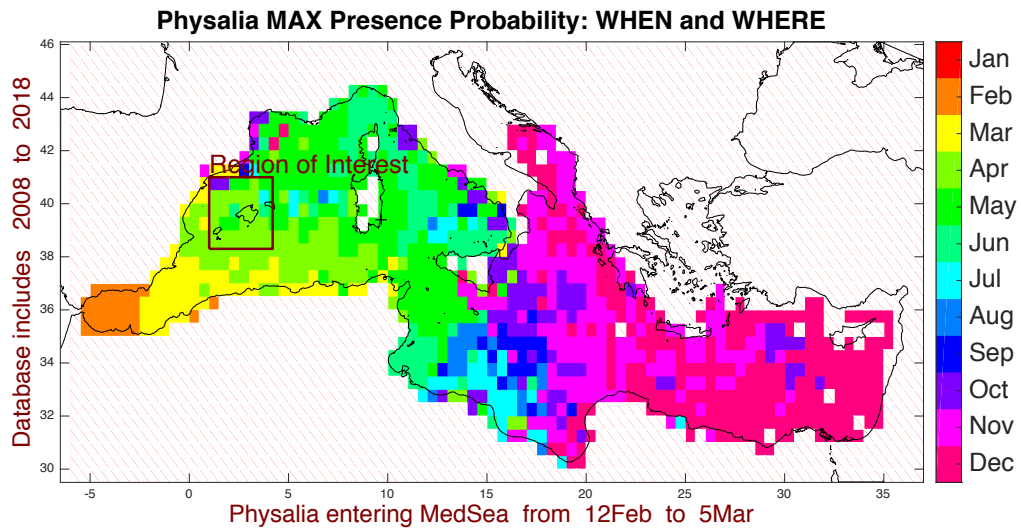 Physalia MAX Presence Probability: WHEN and WHERE
46
44
42
40
38
36
34
32
30
Database includes 2008 to 2018
Region of Interest
-5
0
5
10
15
20
25
30
35
Physalia entering MedSea from 12Feb to 5Mar
Jan
Feb
Mar
Apr
May
Jun
Jul
Aug
Sep
Oct
Nov
Dec